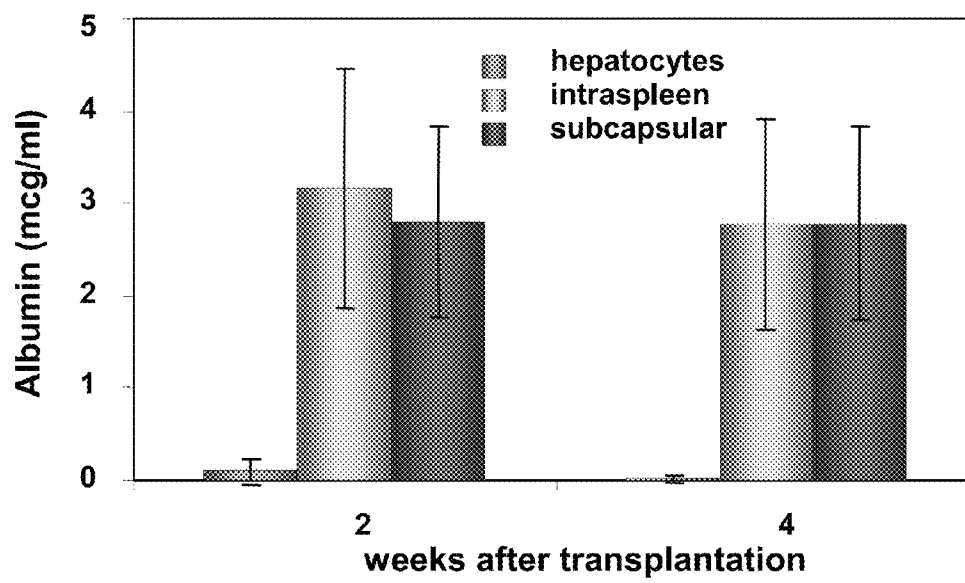 5
4
3
2
1
0
Albumin (mcg/ml)
hepatocytes
intraspleen
subcapsular
2
4
weeks after transplantation